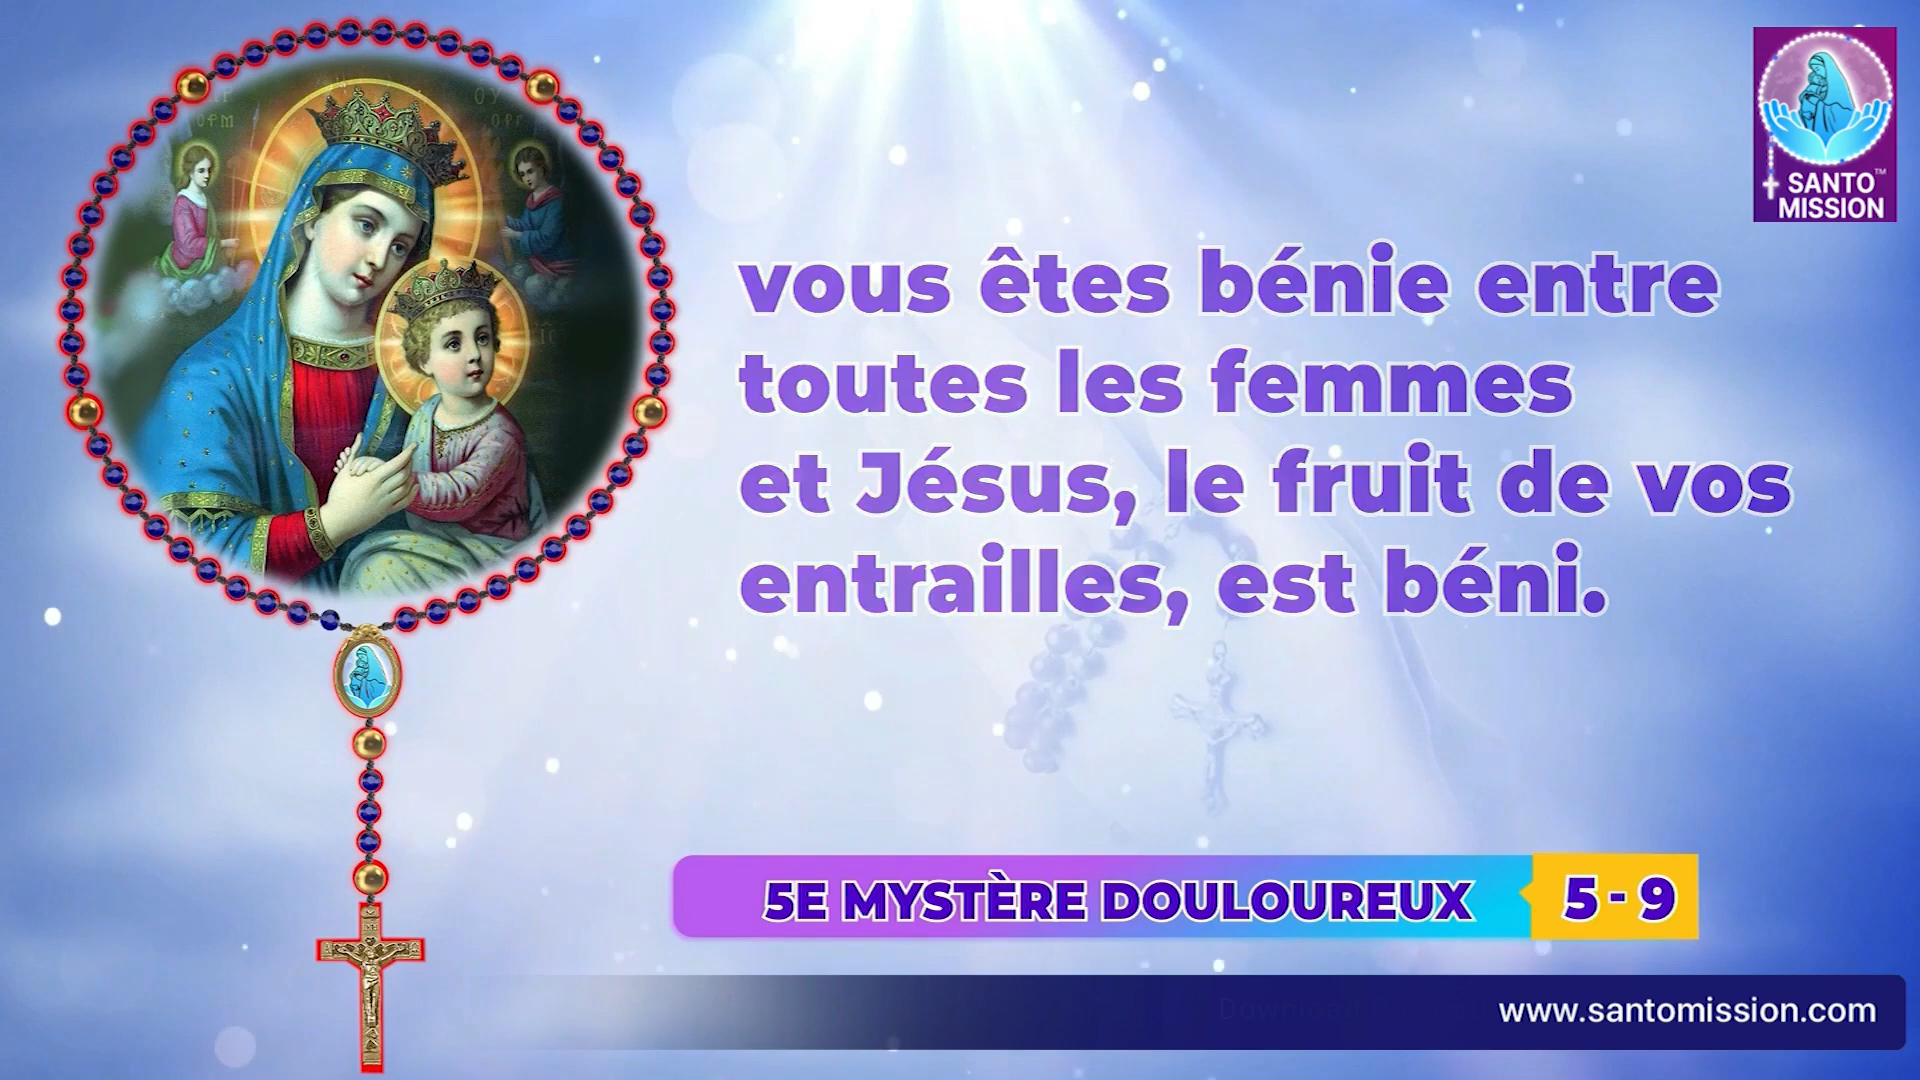 SANTO™
MISSION
vous êtes bénie entre
toutes les femmes
et Jésus, le fruit de vos
entrailles, est béni.
5E MYSTÈRE DOULOUREUX 5 - 9
www.santomission.com